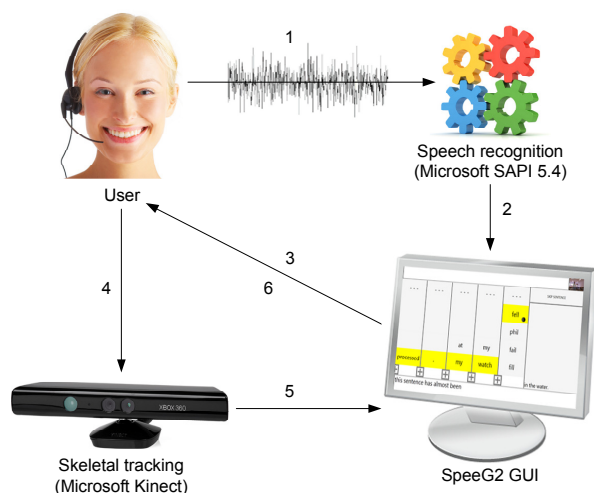 1
Speech recognition
(Microsoft SAPI 5.4)
User
2
3
6
4
...
...
...
...
...
fell
phil
at my fail
processed . my watch fill
this sentence has almost been
in the water.
XBOX 360
5
Skeletal tracking
(Microsoft Kinect)
SpeeG2 GUI